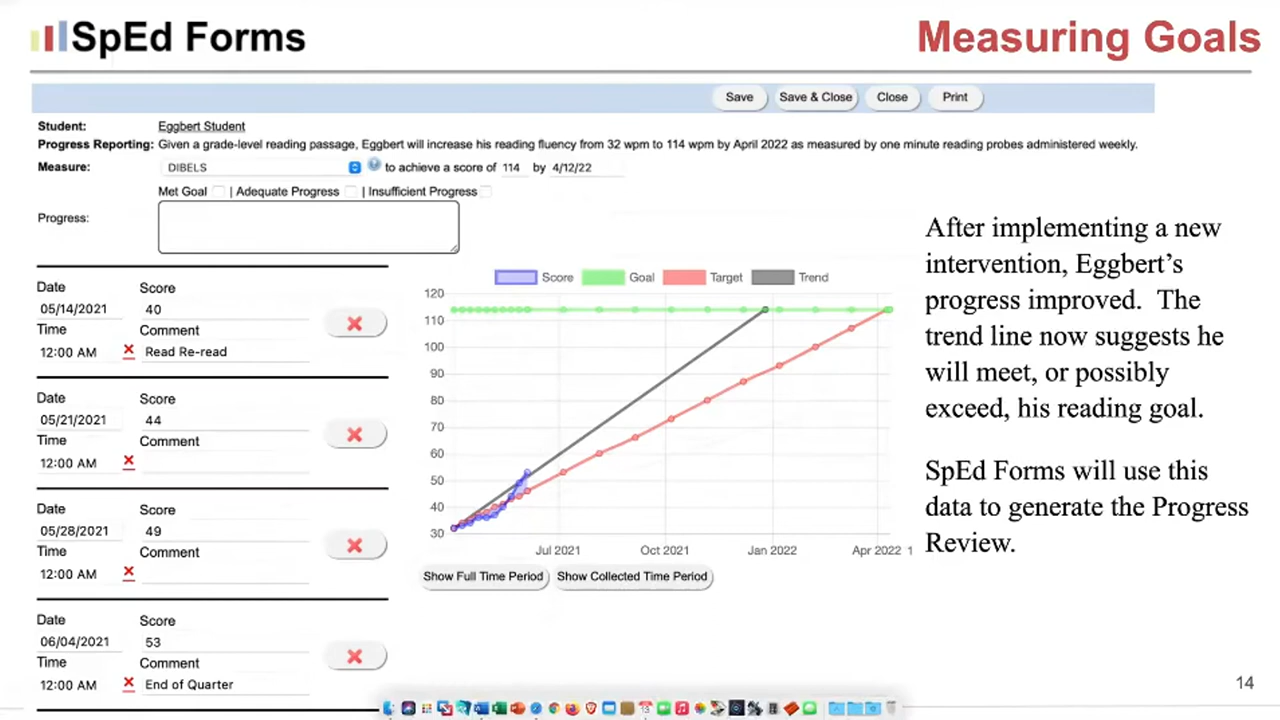 SpEd Forms
Measuring Goals
Save
Save & Close
Close
Print
Student:
Eggbert Student
Progress Reporting: Given a grade-level reading passage, Eggbert will increase his reading fluency from 32 wpm to 114 wpm by April 2022 as measured by one minute reading probes administered weekly.
Measure:
DIBELS
to achieve a score of 114 by 4/12/22
Met Goal | Adequate Progress | Insufficient Progress
Progress:
Date
Score
05/14/2021
40
Time
Comment
12:00 AM
Read Re-read
Date
Score
05/21/2021
44
Time
Comment
12:00 AM
Date
Score
05/28/2021
49
Time
Comment
12:00 AM
Date
Score
06/04/2021
53
Time
Comment
12:00 AM
End of Quarter
Score
Goal
Target
Trend
120
110
100
90
80
70
60
50
40
30
Jul 2021
Oct 2021
Jan 2022
Apr 2022
1
Show Full Time Period
Show Collected Time Period
After implementing a new
intervention, Eggbert’s
progress improved. The
trend line now suggests he
will meet, or possibly
exceed, his reading goal.
SpEd Forms will use this
data to generate the Progress
Review.
14